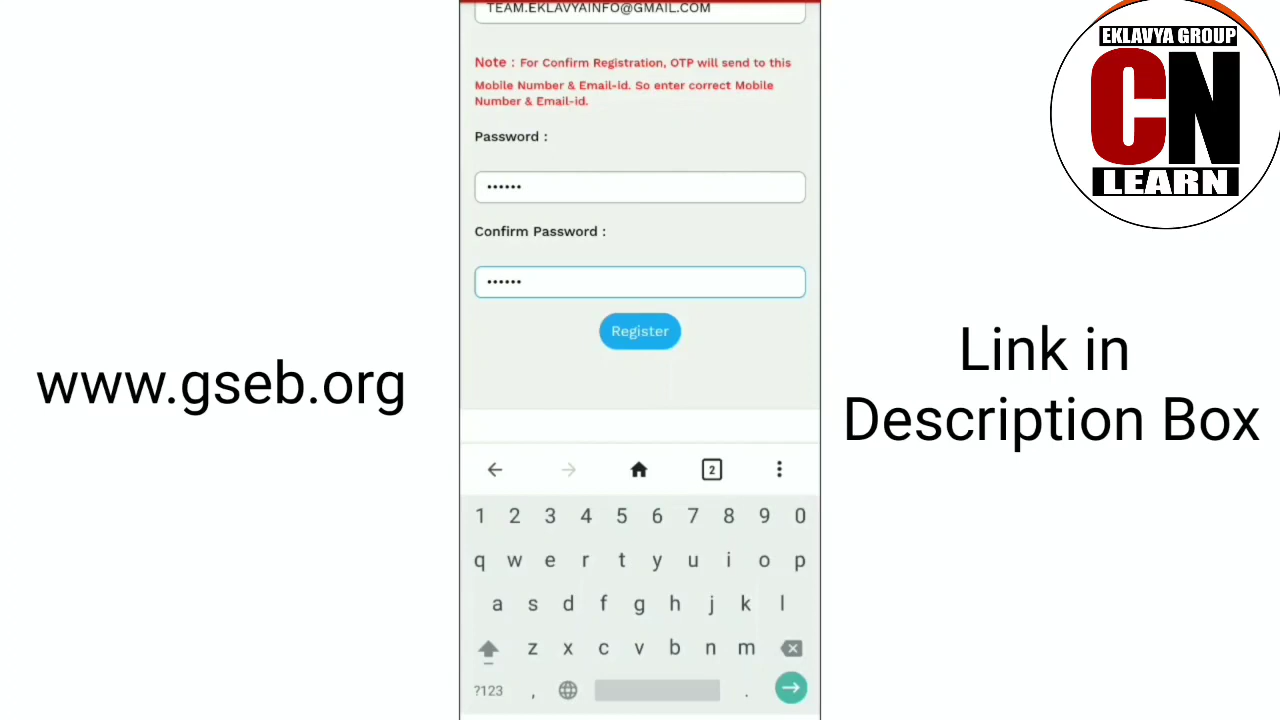 TEAM.EKLAVYAINFO@GMAIL.COM
Note : For Confirm Registration, OTP will send to this
Mobile Number & Email-id. So enter correct Mobile
Number & Email-id.
Password :
••••••
Confirm Password :
••••••
Register
2
1 2 3 4 5 6 7 8 9 0
q w e r t y u i o p
a s d f g h j k l
z x c v b n m
?123 , .
www.gseb.org
EKLAVYA GROUP
CN
LEARN
Link in
Description Box